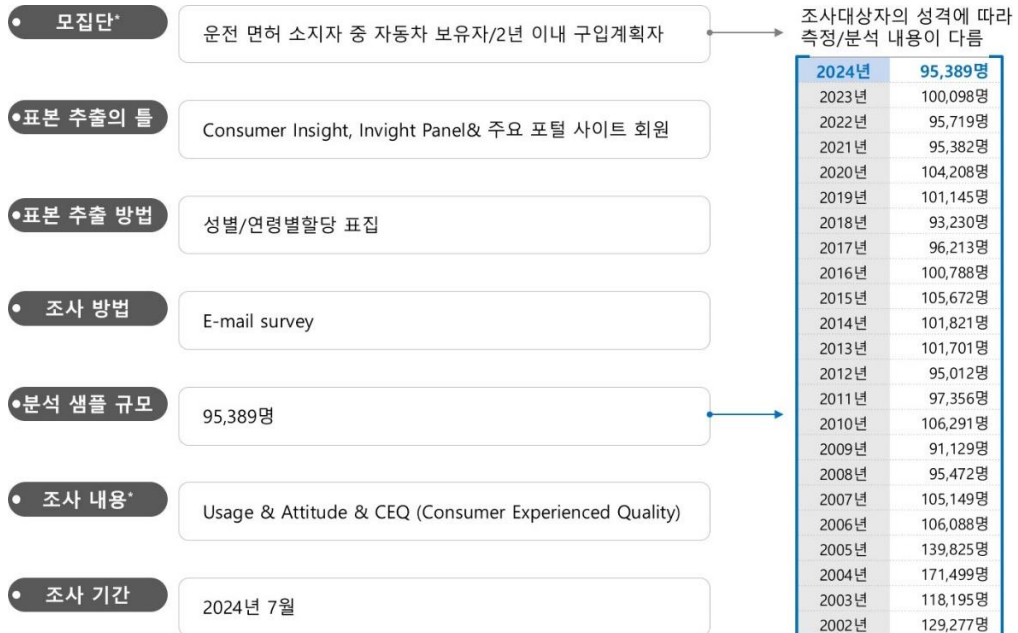 모집단*
운전 면허 소지자 중 자동차 보유자/2년 이내 구입계획자
표본 추출의 틀
Consumer Insight, Invight Panel& 주요 포털 사이트 회원
표본 추출 방법
성별/연령별할당 표집
조사 방법
E-mail survey
분석 샘플 규모
95,389명
조사 내용*
Usage & Attitude & CEQ (Consumer Experienced Quality)
조사 기간
2024년 7월
조사대상자의 성격에 따라
측정/분석 내용이 다름
2024년 95,389명
2023년 100,098명
2022년 95,719명
2021년 95,382명
2020년 104,208명
2019년 101,145명
2018년 93,230명
2017년 96,213명
2016년 100,788명
2015년 105,672명
2014년 101,821명
2013년 101,701명
2012년 95,012명
2011년 97,356명
2010년 106,291명
2009년 91,129명
2008년 95,472명
2007년 105,149명
2006년 106,088명
2005년 139,825명
2004년 171,499명
2003년 118,195명
2002년 129,277명